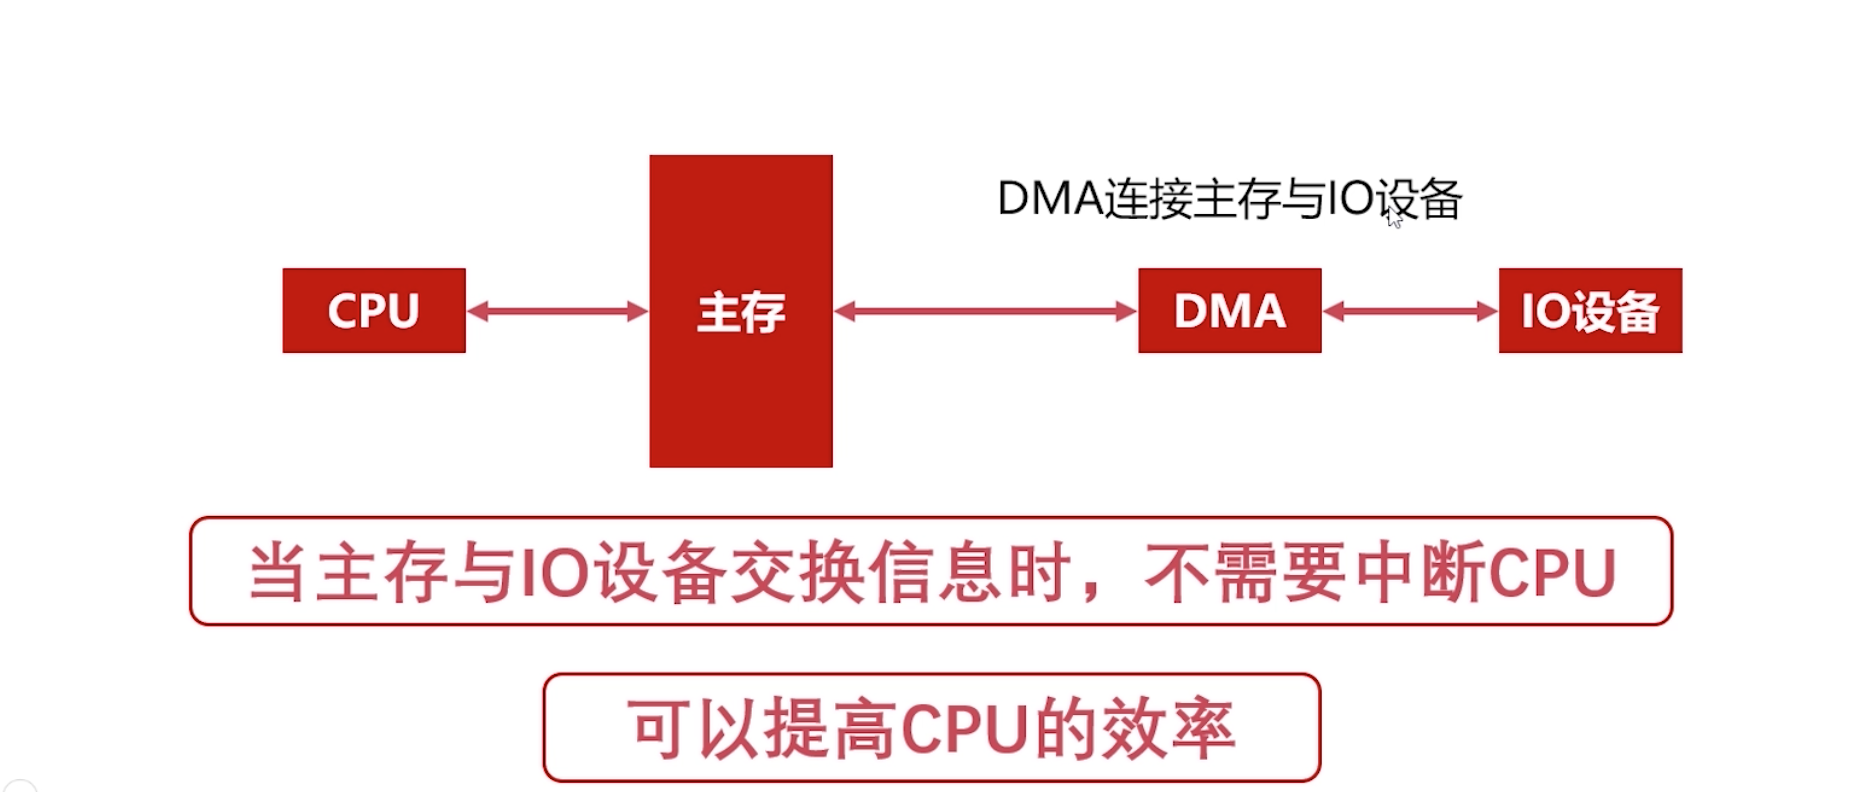 DMA连接主存与IO设备
CPU
主存
DMA
IO设备
当主存与IO设备交换信息时，不需要中断CPU
可以提高CPU的效率